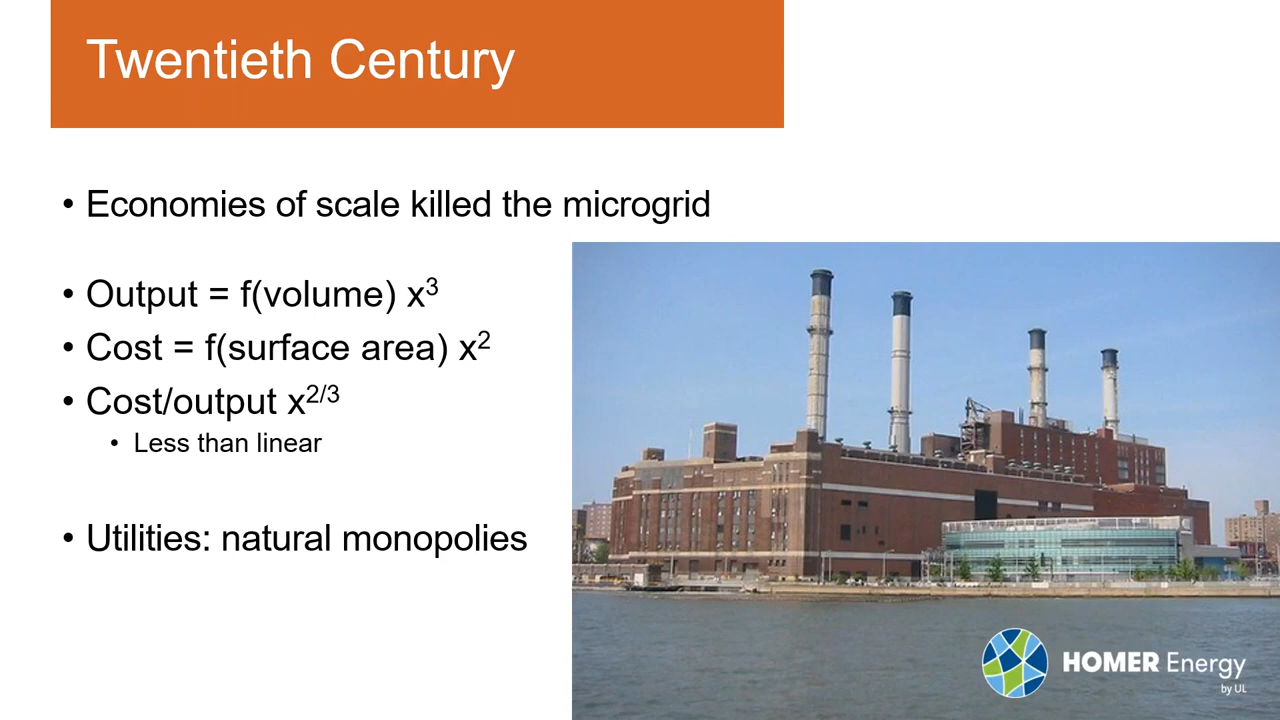 Twentieth Century
• Economies of scale killed the microgrid
• Output = f(volume) x³
• Cost = f(surface area) x²
• Cost/output x²/³
• Less than linear
• Utilities: natural monopolies
HOMER Energy
by UL